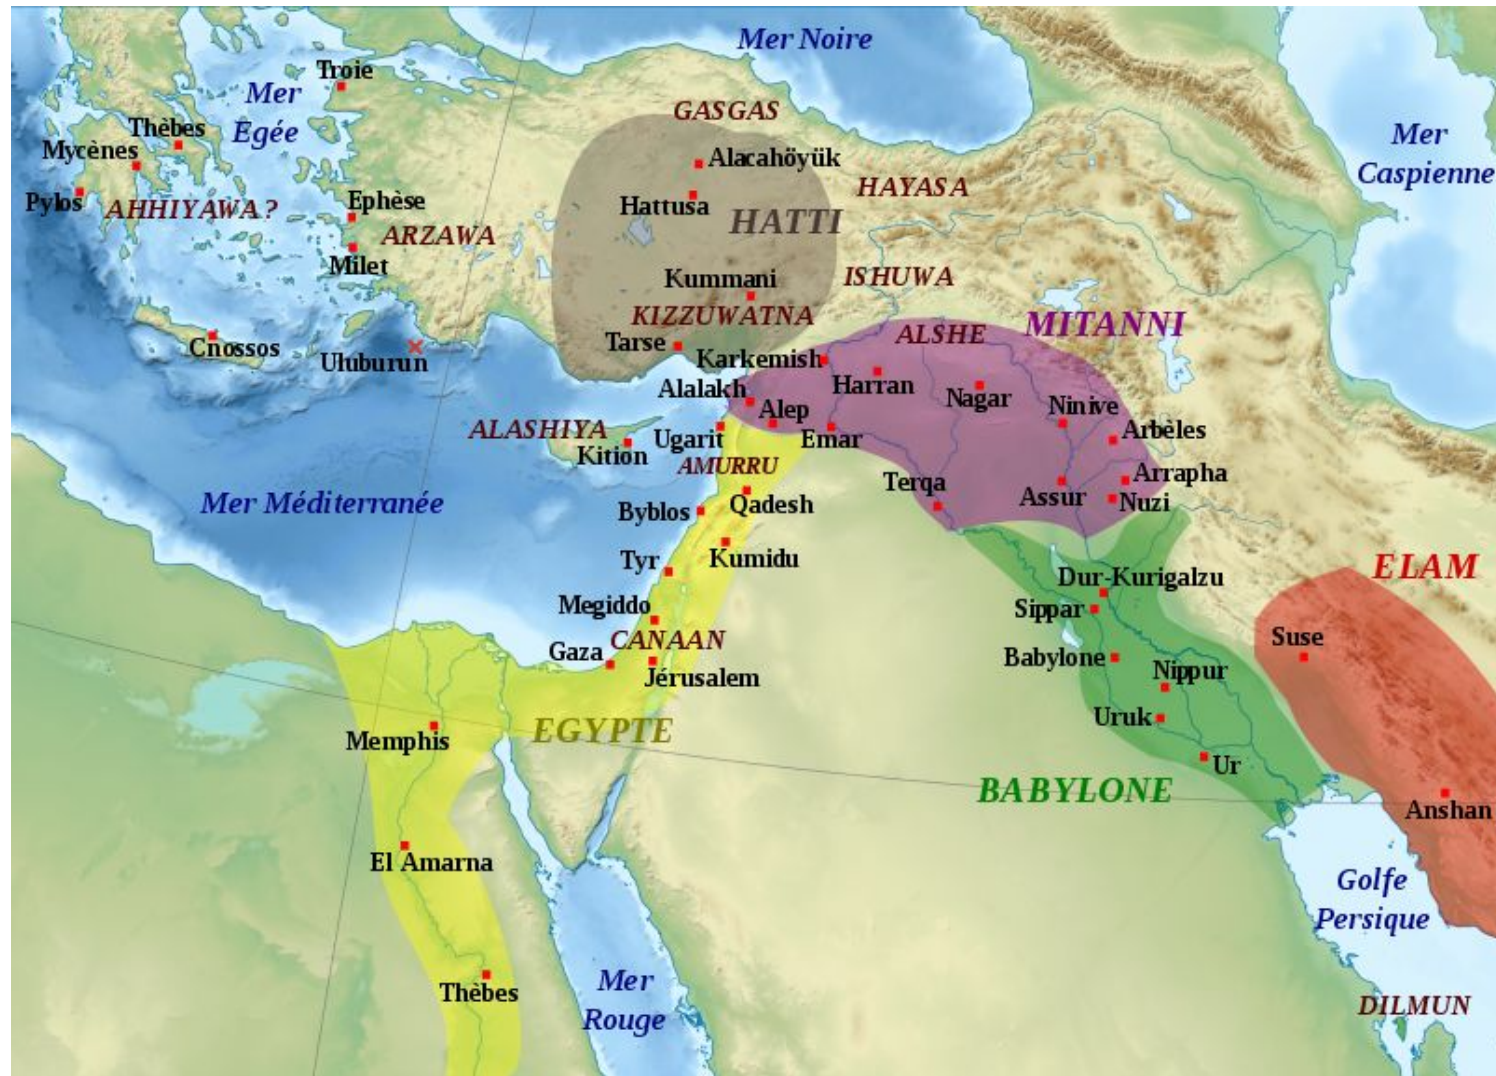 Mer Noire
Troie
Mer
Egée
GASGAS
Thèbes
Mycènes
Mer
Caspienne
Alacahöyük
Pylos
AHHIYAWA ?
Ephèse
Hattusa
HAYASA
HATTI
ARZAWA
Milet
Kummani
ISHUWA
KIZZUWATNA
ALSHE
MITANNI
Cnossos
Uluburun
Tarse
Karkemish
Harran
Alalakh
Nagar
Alep
Ninive
ALASHIYA
Ugarit
Emar
Arbèles
Kition
AMURRU
Terqa
Arrapha
Mer Méditerranée
Qadesh
Assur
Nuzi
Byblos
Tyr
Kumidu
ELAM
Dur-Kurigalzu
Megiddo
Sippar
CANAAN
Suse
Gaza
Jérusalem
Babylone
Nippur
EGYPTE
Uruk
Memphis
Ur
BABYLONE
Anshan
El Amarna
Golfe
Persique
Thèbes
Mer
Rouge
DILMUN